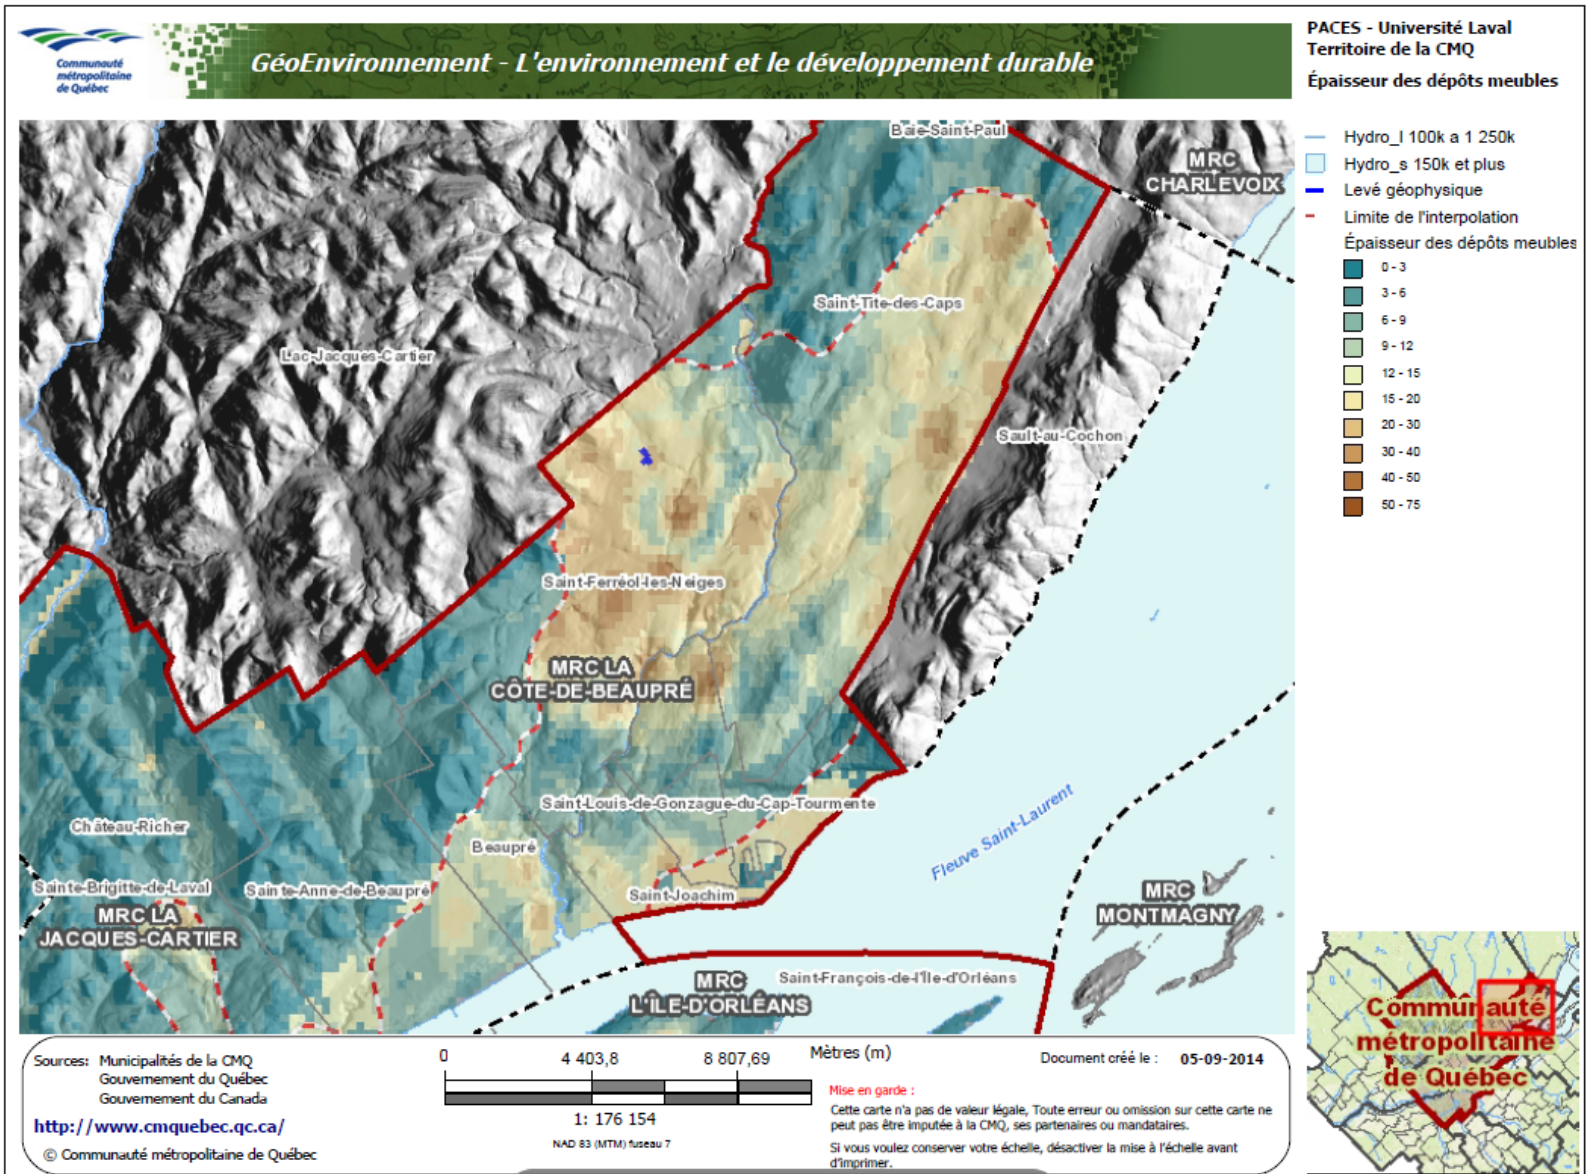 Communauté
métropolitaine
de Québec
GéoEnvironnement - L'environnement et le développement durable
PACES - Université Laval
Territoire de la CMQ
Épaisseur des dépôts meubles
Hydro_l 100k a 1 250k
Hydro_s 150k et plus
Levé géophysique
Limite de l'interpolation
Épaisseur des dépôts meubles
0 - 3
3 - 6
6 - 9
9 - 12
12 - 15
15 - 20
20 - 30
30 - 40
40 - 50
50 - 75
Baie-Saint-Paul
MRC
CHARLEVOIX
Saint-Tite-des-Caps
Lac-Jacques-Cartier
Sault-au-Cochon
Saint-Ferréol-les-Neiges
MRC LA
CÔTE-DE-BEAUPRÉ
Saint-Louis-de-Gonzague-du-Cap-Tourmente
Château-Richer
Beaupré
Fleuve Saint-Laurent
Sainte-Brigitte-de-Laval
Sainte-Anne-de-Beaupré
Saint-Joachim
MRC LA
JACQUES-CARTIER
MRC
MONTMAGNY
MRC
L'ÎLE-D'ORLÉANS
Saint-François-de-l'Île-d'Orléans
Communauté
métropolitaine
de Québec
Sources: Municipalités de la CMQ
Gouvernement du Québec
Gouvernement du Canada
http://www.cmquebec.qc.ca/
© Communauté métropolitaine de Québec
0 4 403,8 8 807,69 Mètres (m)
1: 176 154
NAD 83 (MTM) fuseau 7
Document créé le : 05-09-2014
Mise en garde :
Cette carte n'a pas de valeur légale, Toute erreur ou omission sur cette carte ne
peut pas être imputée à la CMQ, ses partenaires ou mandataires.
Si vous voulez conserver votre échelle, désactiver la mise à l'échelle avant
d'imprimer.